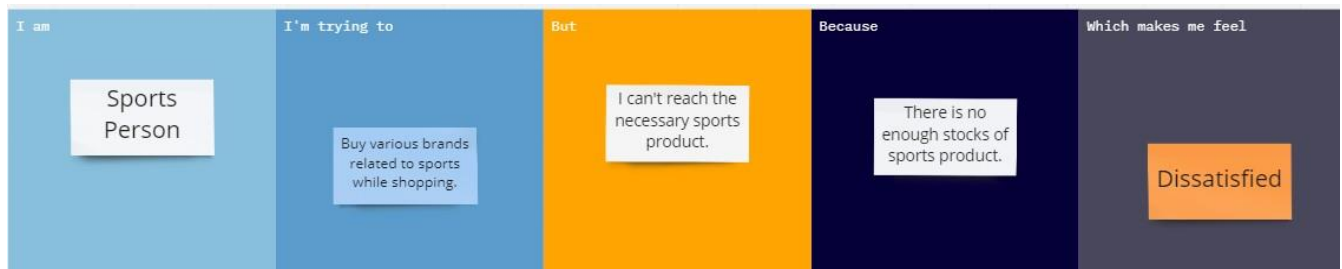 I am
Sports
Person
I'm trying to
Buy various brands
related to sports
while shopping.
But
I can't reach the
necessary sports
product.
Because
There is no
enough stocks of
sports product.
Which makes me feel
Dissatisfied